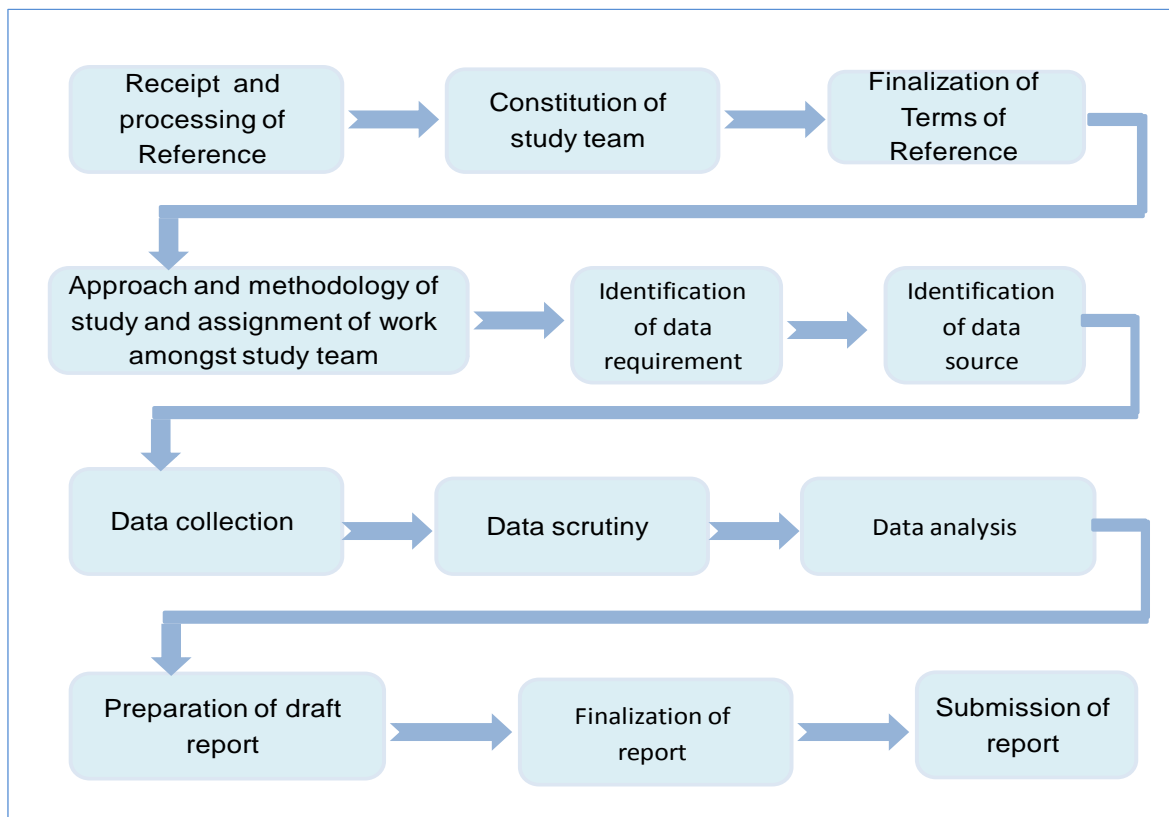 Receipt and
processing of
Reference
Constitution of
study team
Finalization of
Terms of
Reference
Approach and methodology of
study and assignment of work
amongst study team
Identification
of data
requirement
Identification
of data
source
Data collection
Data scrutiny
Data analysis
Preparation of draft
report
Finalization of
report
Submission of
report